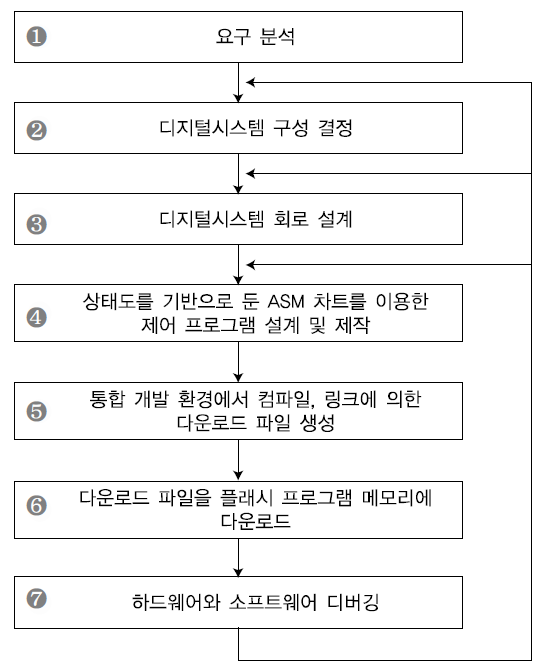 ❶ 요구 분석
❷ 디지털시스템 구성 결정
❸ 디지털시스템 회로 설계
❹ 상태도를 기반으로 둔 ASM 차트를 이용한
제어 프로그램 설계 및 제작
❺ 통합 개발 환경에서 컴파일, 링크에 의한
다운로드 파일 생성
❻ 다운로드 파일을 플래시 프로그램 메모리에
다운로드
❼ 하드웨어와 소프트웨어 디버깅